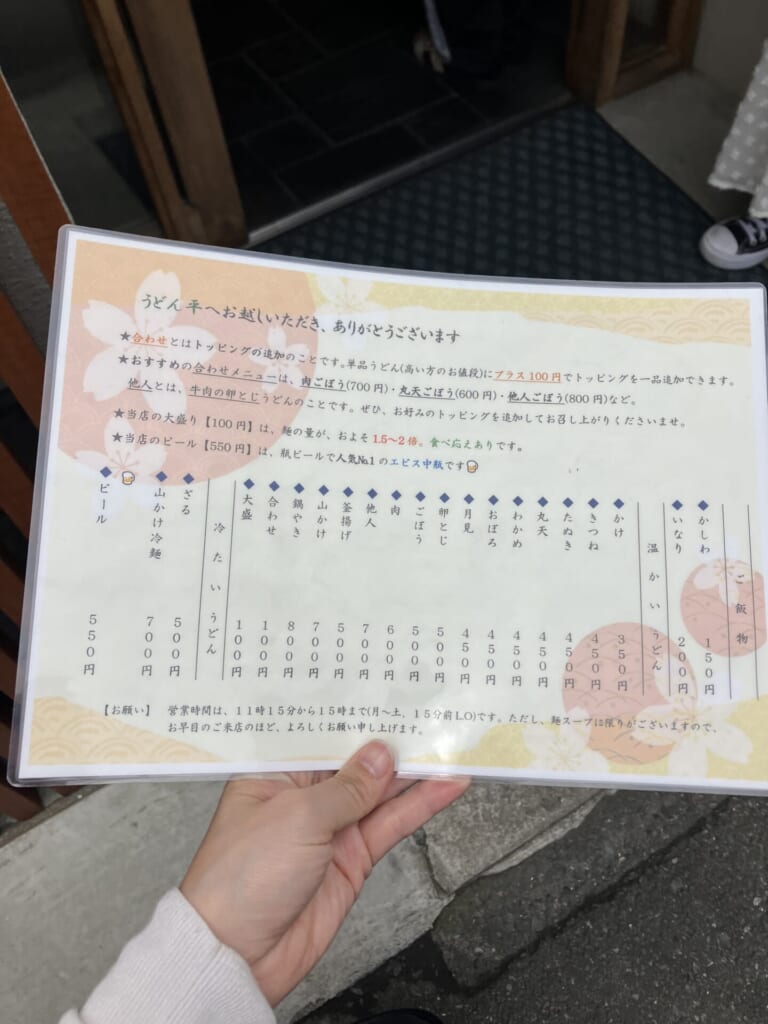 うどん 平へお越しいただき、ありがとうございます
★合わせとはトッピングの追加のことです。単品うどん(高い方のお値段)にプラス100円でトッピングを一品追加できます。
★おすすめの合わせメニューは、肉ごぼう(700円)・丸天ごぼう(600円)・他人ごぼう(800円)など。
他人とは、牛肉の卵とじうどんのことです。ぜひ、お好みのトッピングを追加してお召し上がりくださいませ。
★当店の大盛り【100円】は、麺の量が、およそ1.5〜2倍。食べ応えありです。
★当店のビール【550円】は、瓶ビールで人気№1のエビス中瓶です🍺
ご飯物
◆かしわ 150円
◆いなり 200円
温かいうどん
◆かけ 350円
◆きつね 450円
◆たぬき 450円
◆丸天 450円
◆わかめ 450円
◆おぼろ 450円
◆月見 450円
◆卵とじ 500円
◆ごぼう 500円
◆肉 600円
◆他人 700円
◆釜揚げ 500円
◆山かけ 700円
◆鍋やき 800円
◆合わせ 100円
◆大盛 100円
冷たいうどん
◆ざる 500円
◆山かけ冷麺 700円
🍺
◆ビール 550円
【お願い】 営業時間は、11時15分から15時まで(月〜土，15分前LO)です。ただし、麺スープに限りがございますので、
お早目のご来店のほど、よろしくお願い申し上げます。